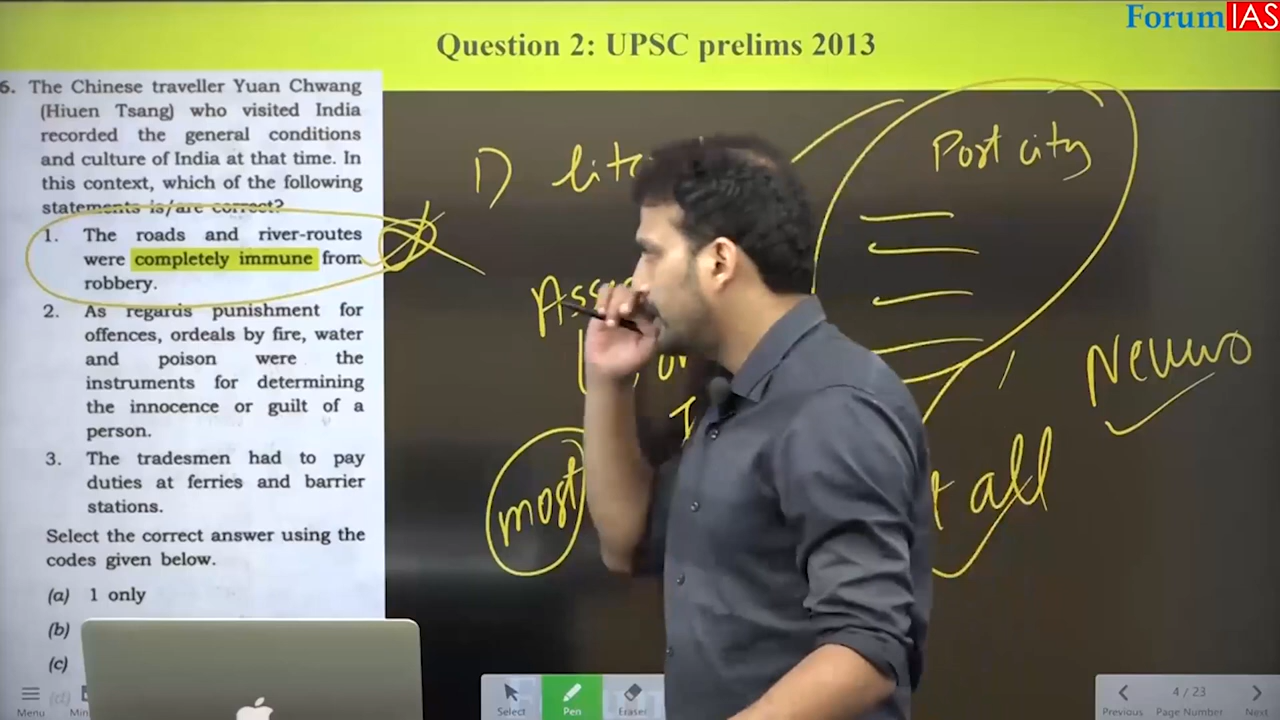 ForumIAS
Question 2: UPSC prelims 2013
6. The Chinese traveller Yuan Chwang
(Hiuen Tsang) who visited India
recorded the general conditions
and culture of India at that time. In
this context, which of the following
statements is/are correct?
1. The roads and river-routes
were completely immune from
robbery.
2. As regards punishment for
offences, ordeals by fire, water
and poison were the
instruments for determining
the innocence or guilt of a
person.
3. The tradesmen had to pay
duties at ferries and barrier
stations.
Select the correct answer using the
codes given below.
(a) 1 only
(b)
(c)
(d)
1)
Port city
most
all
Menu
Select
Pen
Eraser
Previous
4 / 23
Page Number
Next